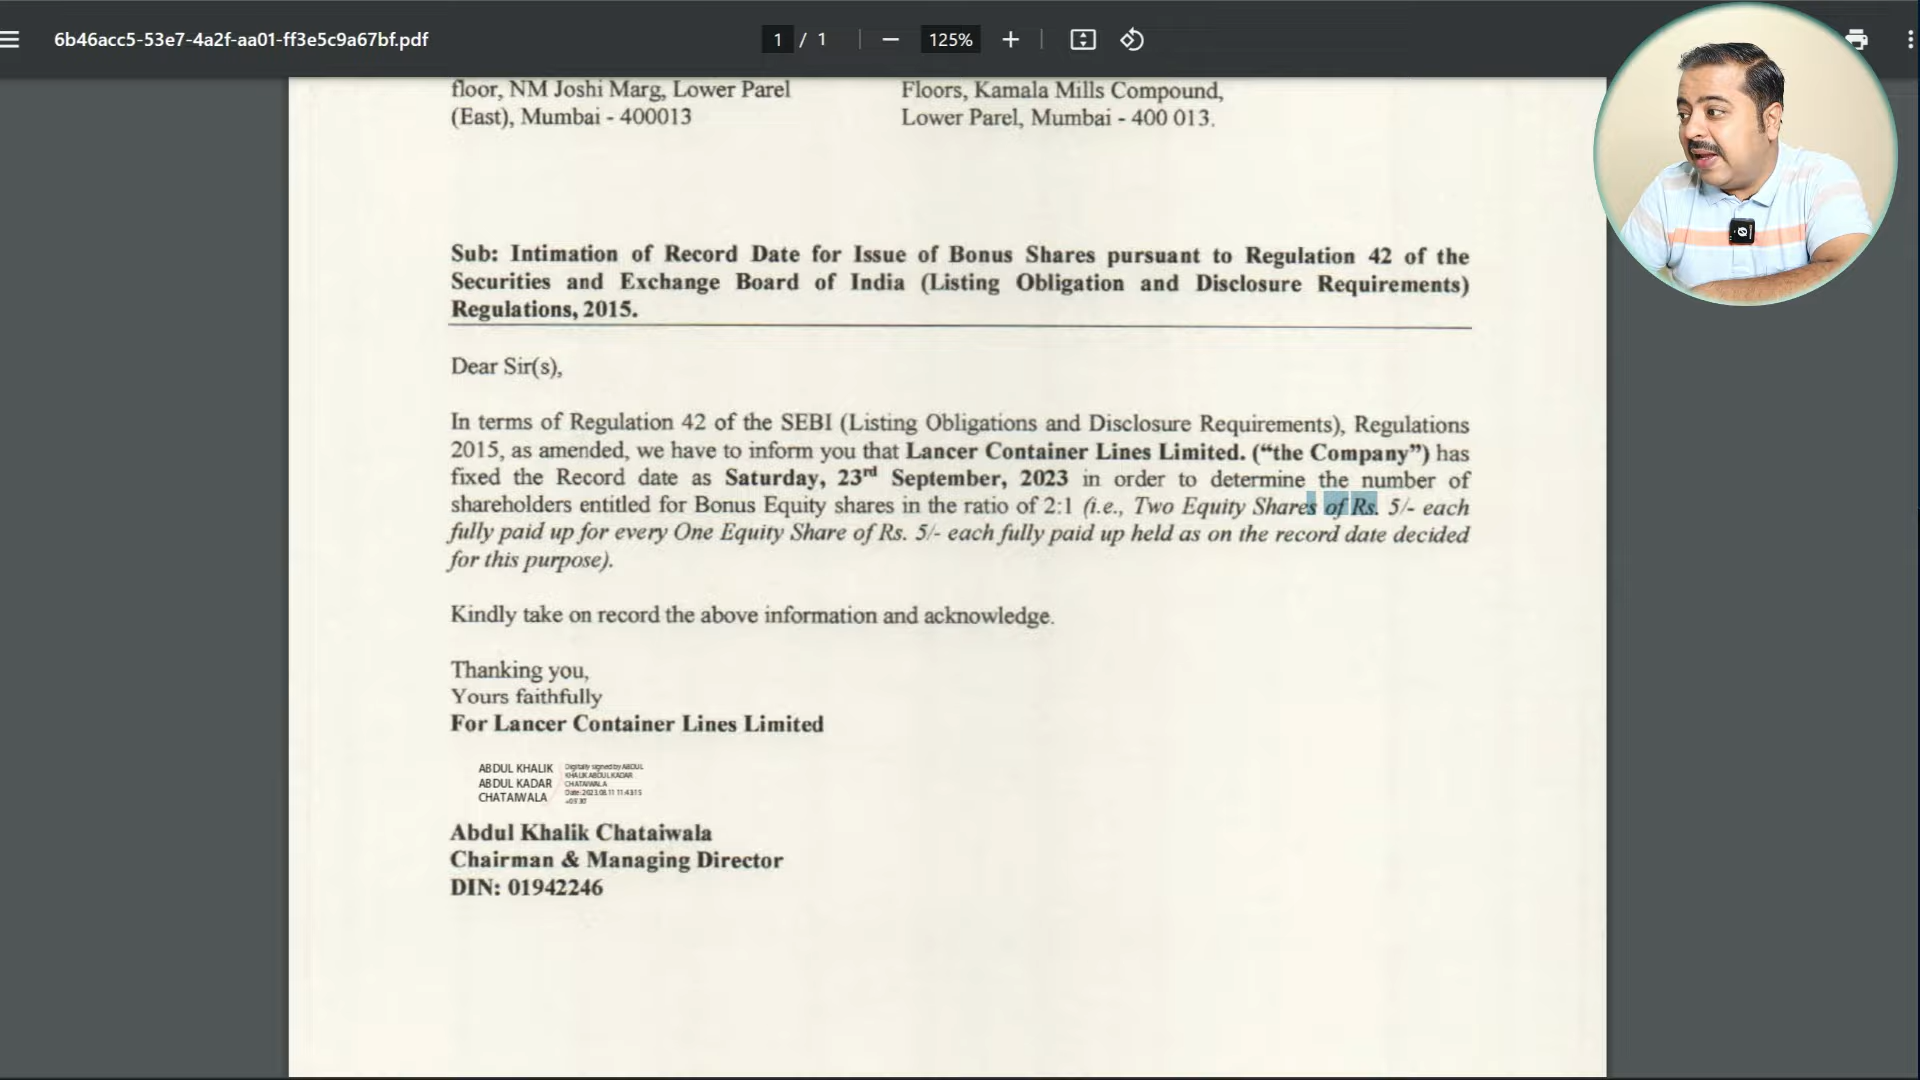 6b46acc5-53e7-4a2f-aa01-ff3e5c9a67bf.pdf
1 / 1
125%
floor, NM Joshi Marg, Lower Parel
(East), Mumbai - 400013
Floors, Kamala Mills Compound,
Lower Parel, Mumbai - 400 013.
Sub: Intimation of Record Date for Issue of Bonus Shares pursuant to Regulation 42 of the
Securities and Exchange Board of India (Listing Obligation and Disclosure Requirements)
Regulations, 2015.
Dear Sir(s),
In terms of Regulation 42 of the SEBI (Listing Obligations and Disclosure Requirements), Regulations
2015, as amended, we have to inform you that Lancer Container Lines Limited. (“the Company”) has
fixed the Record date as Saturday, 23rd September, 2023 in order to determine the number of
shareholders entitled for Bonus Equity shares in the ratio of 2:1 (i.e., Two Equity Shares of Rs. 5/- each
fully paid up for every One Equity Share of Rs. 5/- each fully paid up held as on the record date decided
for this purpose).
Kindly take on record the above information and acknowledge.
Thanking you,
Yours faithfully
For Lancer Container Lines Limited
ABDUL KHALIK
ABDUL KADAR
CHATAIWALA
Digitally signed by ABDUL
KHALIK ABDUL KADAR
CHATAIWALA
Abdul Khalik Chataiwala
Chairman & Managing Director
DIN: 01942246